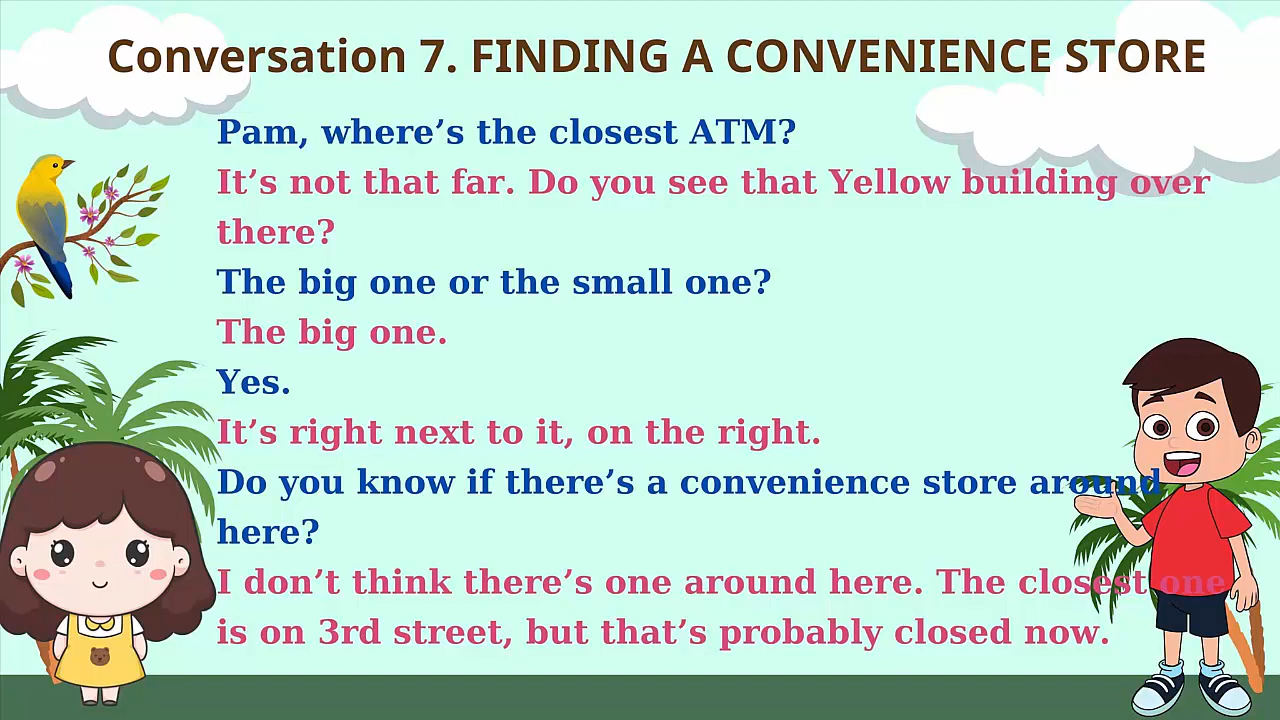 Conversation 7. FINDING A CONVENIENCE STORE
Pam, where’s the closest ATM?
It’s not that far. Do you see that Yellow building over
there?
The big one or the small one?
The big one.
Yes.
It’s right next to it, on the right.
Do you know if there’s a convenience store around
here?
I don’t think there’s one around here. The closest one
is on 3rd street, but that’s probably closed now.